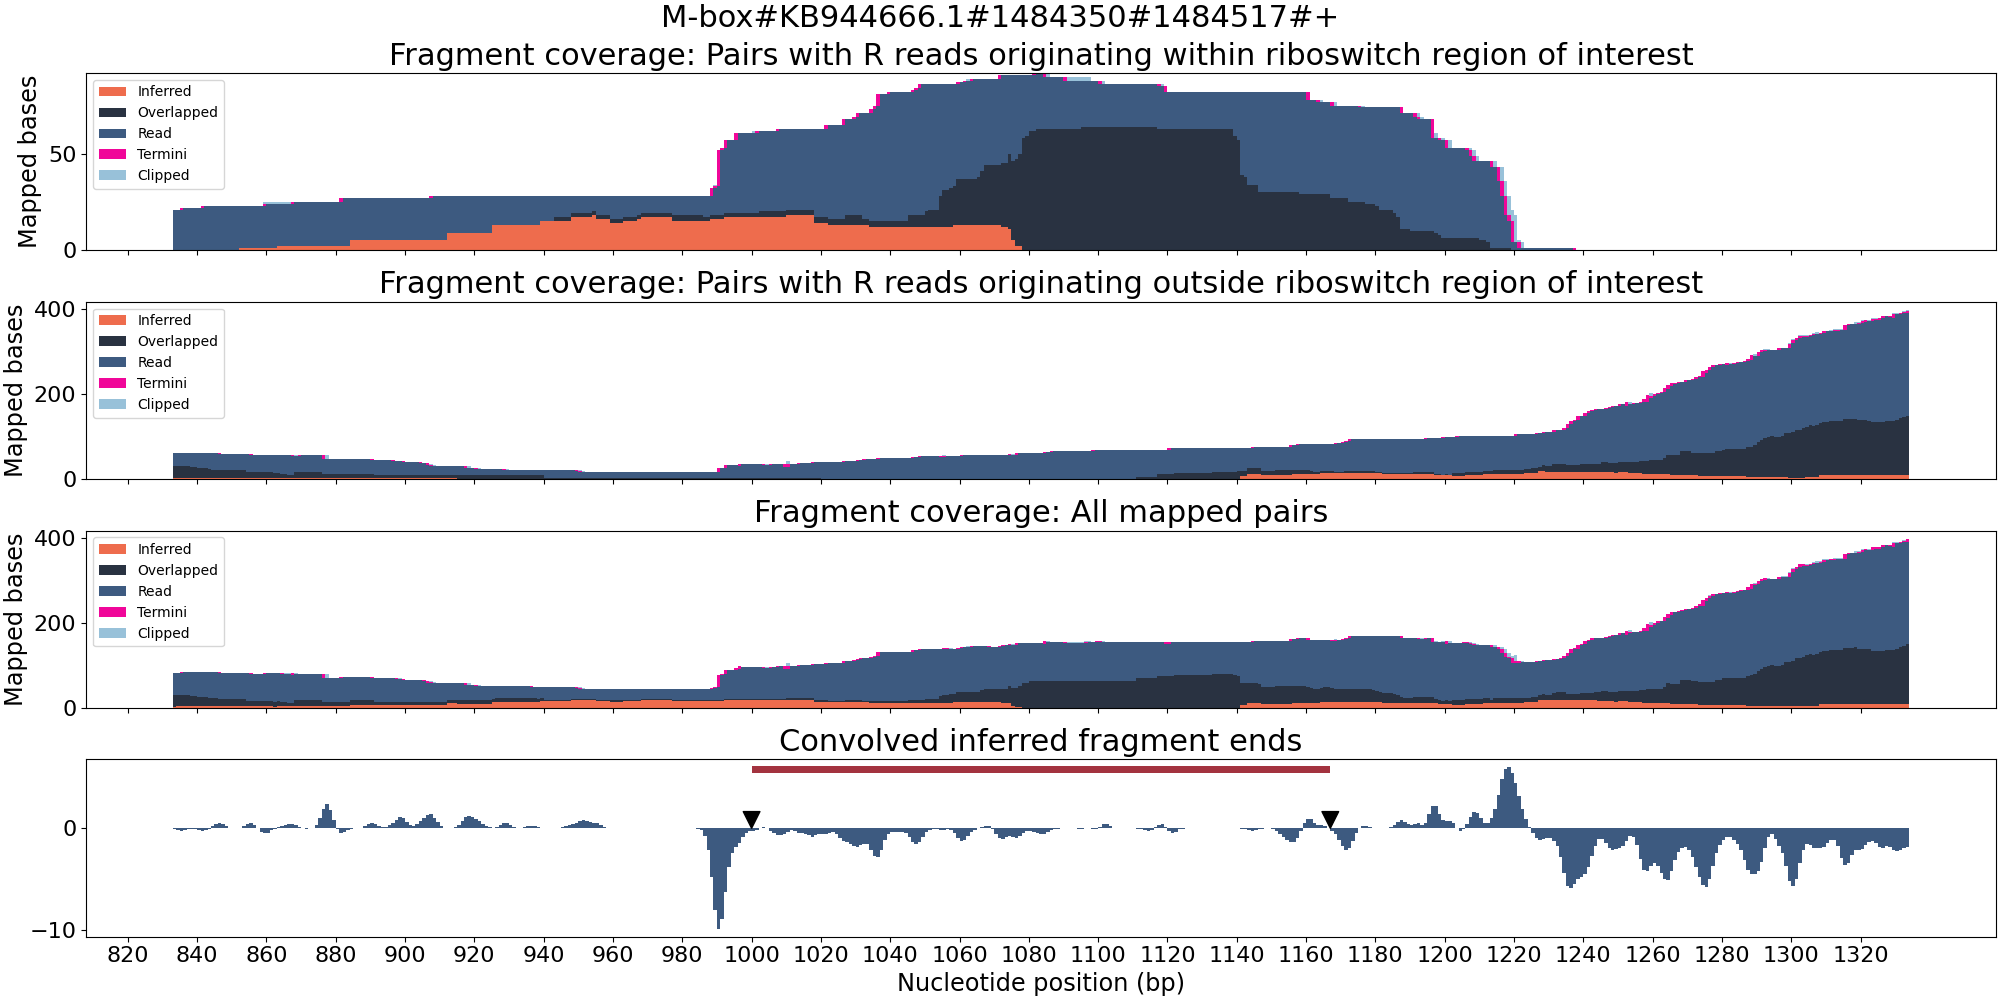 M-box#KB944666.1#1484350#1484517#+
Fragment coverage: Pairs with R reads originating within riboswitch region of interest
Mapped bases
50
0
Inferred
Overlapped
Read
Termini
Clipped
Fragment coverage: Pairs with R reads originating outside riboswitch region of interest
Mapped bases
400
200
0
Inferred
Overlapped
Read
Termini
Clipped
Fragment coverage: All mapped pairs
Mapped bases
400
200
0
Inferred
Overlapped
Read
Termini
Clipped
Convolved inferred fragment ends
0
−10
820 840 860 880 900 920 940 960 980 1000 1020 1040 1060 1080 1100 1120 1140 1160 1180 1200 1220 1240 1260 1280 1300 1320
Nucleotide position (bp)